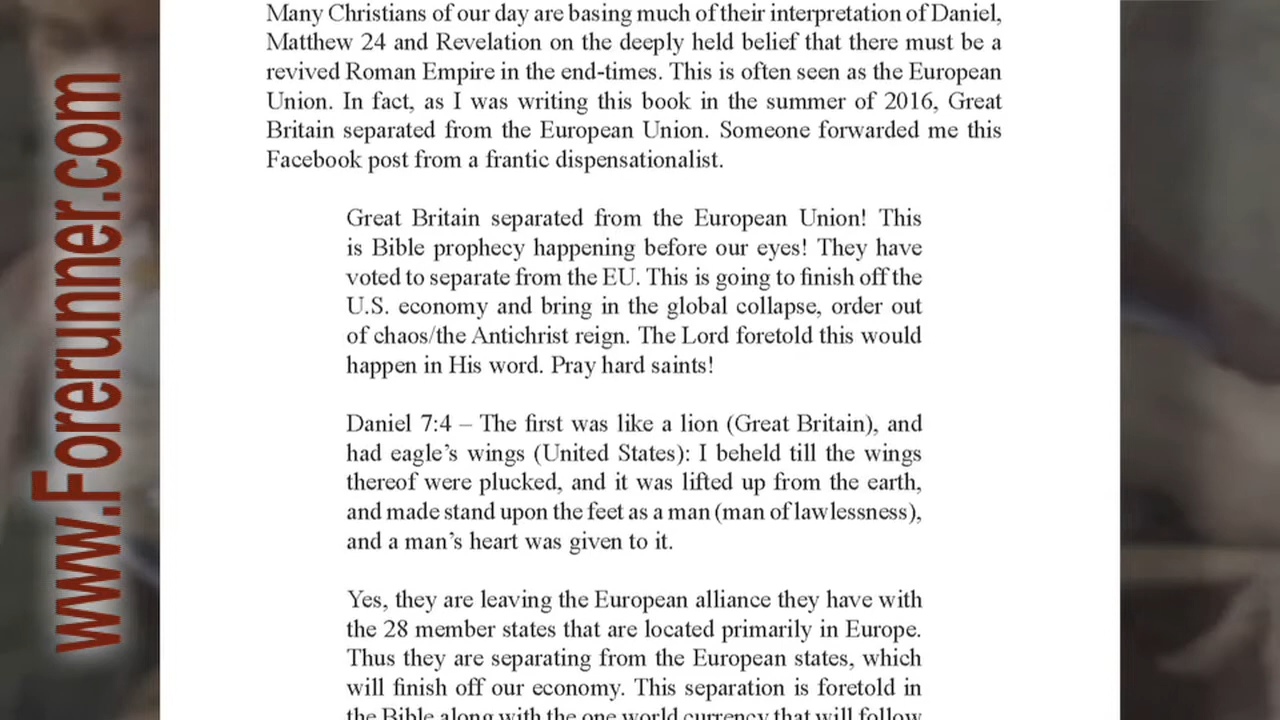 www.Forerunner.com
Many Christians of our day are basing much of their interpretation of Daniel,
Matthew 24 and Revelation on the deeply held belief that there must be a
revived Roman Empire in the end-times. This is often seen as the European
Union. In fact, as I was writing this book in the summer of 2016, Great
Britain separated from the European Union. Someone forwarded me this
Facebook post from a frantic dispensationalist.
Great Britain separated from the European Union! This
is Bible prophecy happening before our eyes! They have
voted to separate from the EU. This is going to finish off the
U.S. economy and bring in the global collapse, order out
of chaos/the Antichrist reign. The Lord foretold this would
happen in His word. Pray hard saints!
Daniel 7:4 – The first was like a lion (Great Britain), and
had eagle’s wings (United States): I beheld till the wings
thereof were plucked, and it was lifted up from the earth,
and made stand upon the feet as a man (man of lawlessness),
and a man’s heart was given to it.
Yes, they are leaving the European alliance they have with
the 28 member states that are located primarily in Europe.
Thus they are separating from the European states, which
will finish off our economy. This separation is foretold in
the Bible along with the one world currency that will follow